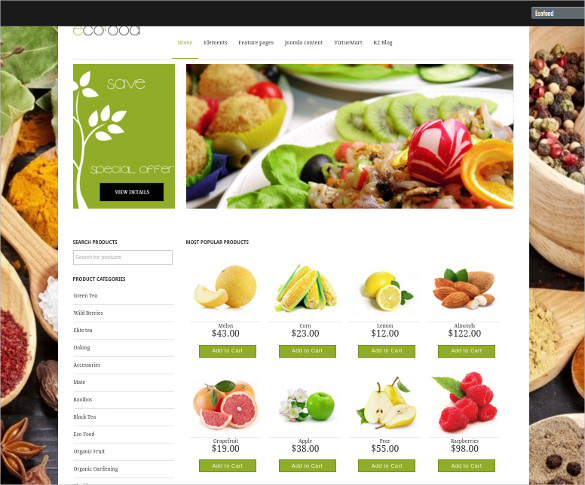 Ecofood
ecofood
Home Elements Feature pages Joomla content VirtueMart K2 Blog
save
special offer
VIEW DETAILS
SEARCH PRODUCTS
Search for products
PRODUCT CATEGORIES
Green Tea
Wild Berries
Elite tea
Oolong
Accessories
Mate
Rooibos
Black Tea
Eco Food
Organic Fruit
Organic Gardening
MOST POPULAR PRODUCTS
Melon Corn Lemon Almonds
$43.00 $23.00 $12.00 $122.00
Add to Cart Add to Cart Add to Cart Add to Cart
Grapefruit Apple Pear Raspberries
$19.00 $38.00 $55.00 $98.00
Add to Cart Add to Cart Add to Cart Add to Cart